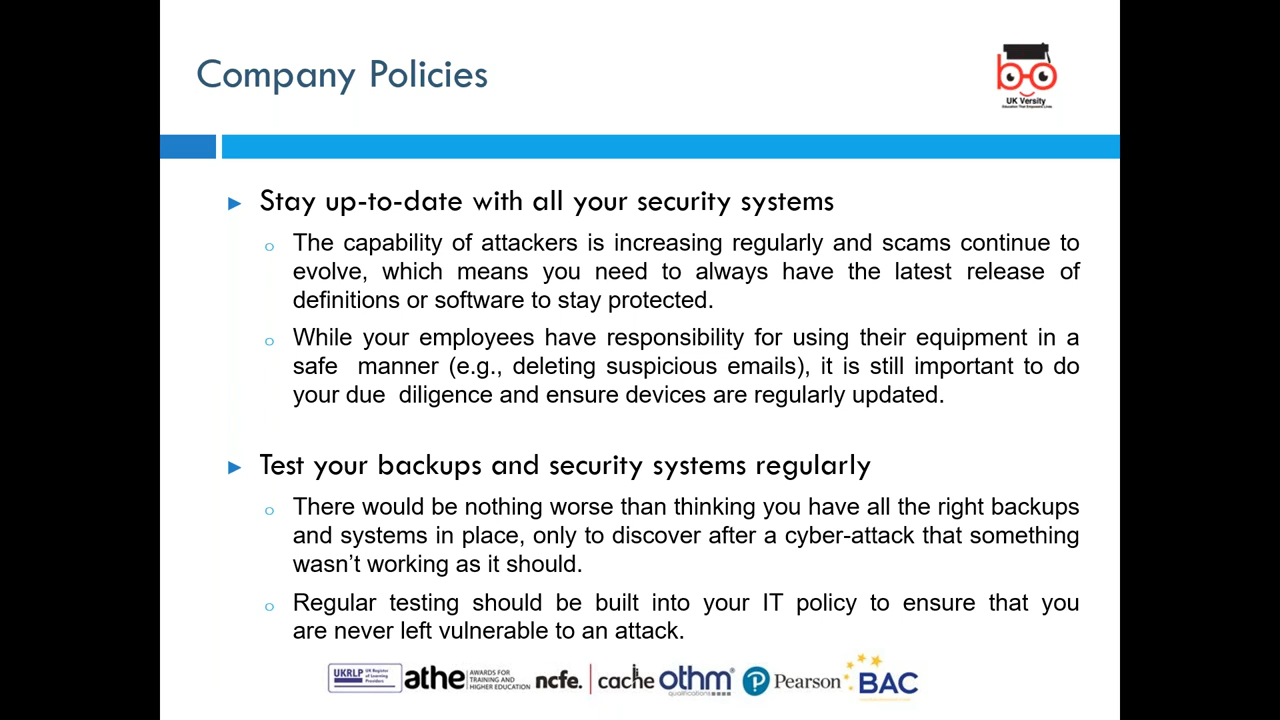 Company Policies
UK Versity
Education That Empowers Lives
Stay up-to-date with all your security systems
The capability of attackers is increasing regularly and scams continue to
evolve, which means you need to always have the latest release of
definitions or software to stay protected.
While your employees have responsibility for using their equipment in a
safe manner (e.g., deleting suspicious emails), it is still important to do
your due diligence and ensure devices are regularly updated.
Test your backups and security systems regularly
There would be nothing worse than thinking you have all the right backups
and systems in place, only to discover after a cyber-attack that something
wasn't working as it should.
Regular testing should be built into your IT policy to ensure that you
are never left vulnerable to an attack.
UKRLP UK Register of Learning Providers
athe AWARDS FOR TRAINING AND HIGHER EDUCATION
ncfe. cache
othm qualifications
P Pearson
BAC